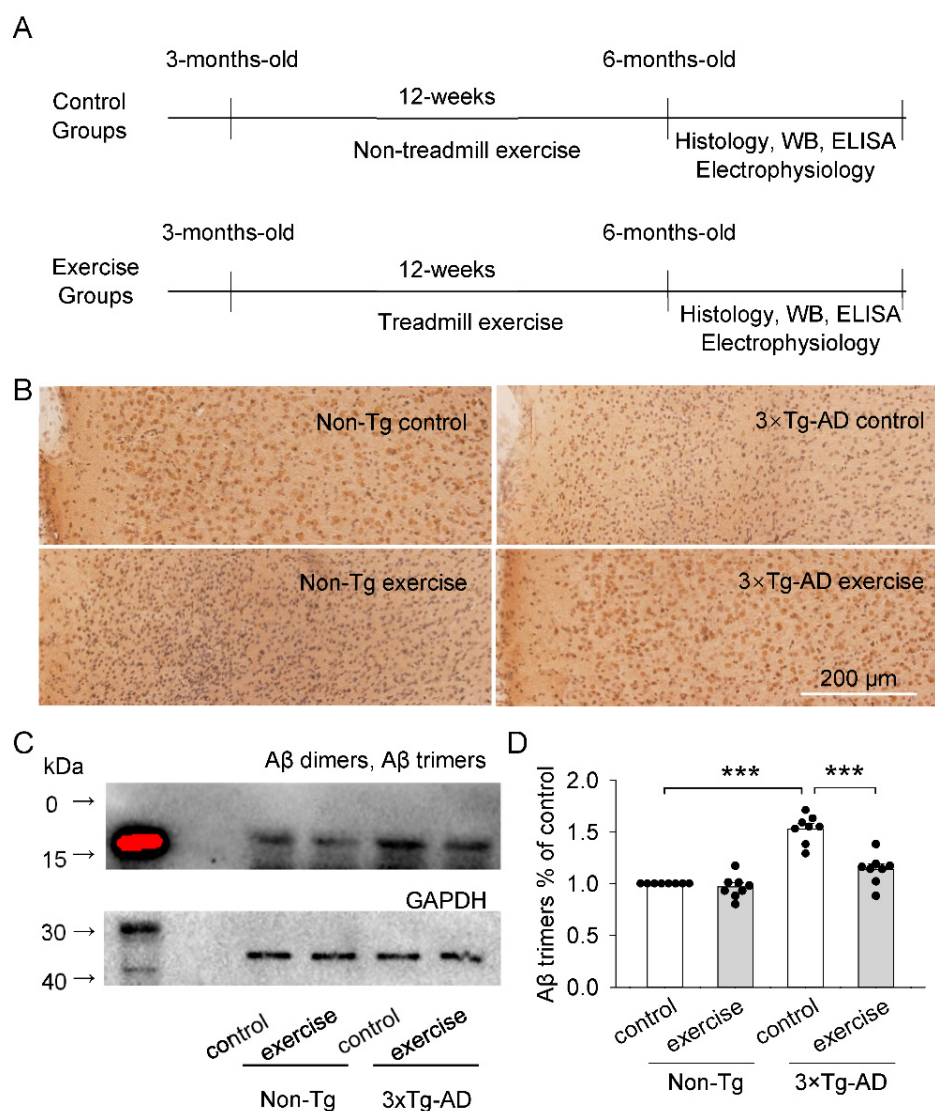 A
3-months-old 6-months-old
Control
Groups
12-weeks
Non-treadmill exercise
Histology, WB, ELISA
Electrophysiology
3-months-old 6-months-old
Exercise
Groups
12-weeks
Treadmill exercise
Histology, WB, ELISA
Electrophysiology
B
Non-Tg control
3×Tg-AD control
Non-Tg exercise
3×Tg-AD exercise
200 µm
C
kDa
Aβ dimers, Aβ trimers
0 →
15 →
GAPDH
30 →
40 →
control exercise control exercise
Non-Tg 3xTg-AD
D
Aβ trimers % of control
2.0
1.5
1.0
0.5
0.0
*** ***
control exercise control exercise
Non-Tg 3×Tg-AD